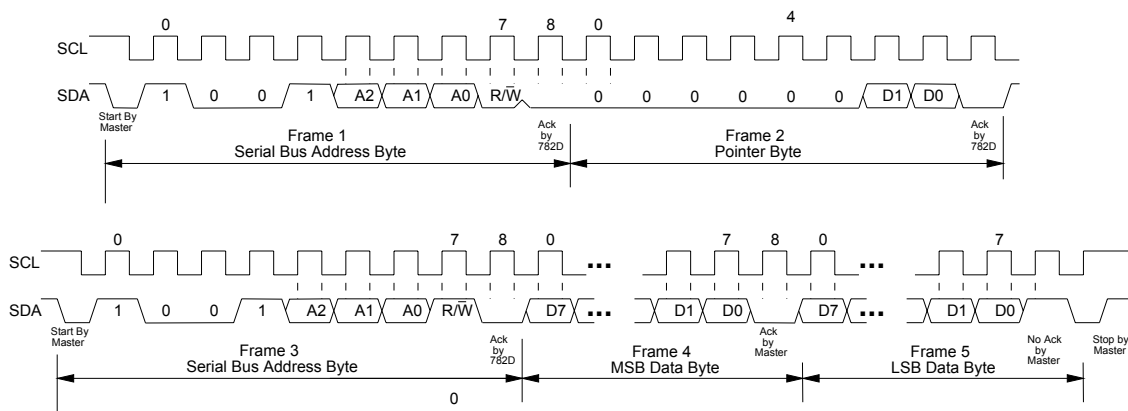 0 7 8 0 4
SCL
SDA 1 0 0 1 A2 A1 A0 R/W̅ 0 0 0 0 0 0 D1 D0
Start By
Master
Ack
by
782D
Ack
by
782D
Frame 1
Serial Bus Address Byte
Frame 2
Pointer Byte
0 7 8 0 7 8 0 7
SCL ... ...
SDA 1 0 0 1 A2 A1 A0 R/W̅ D7 ... D1 D0 D7 ... D1 D0
Start By
Master
Ack
by
782D
Ack
by
Master
No Ack
by
Master
Stop by
Master
Frame 3
Serial Bus Address Byte
Frame 4
MSB Data Byte
Frame 5
LSB Data Byte
0